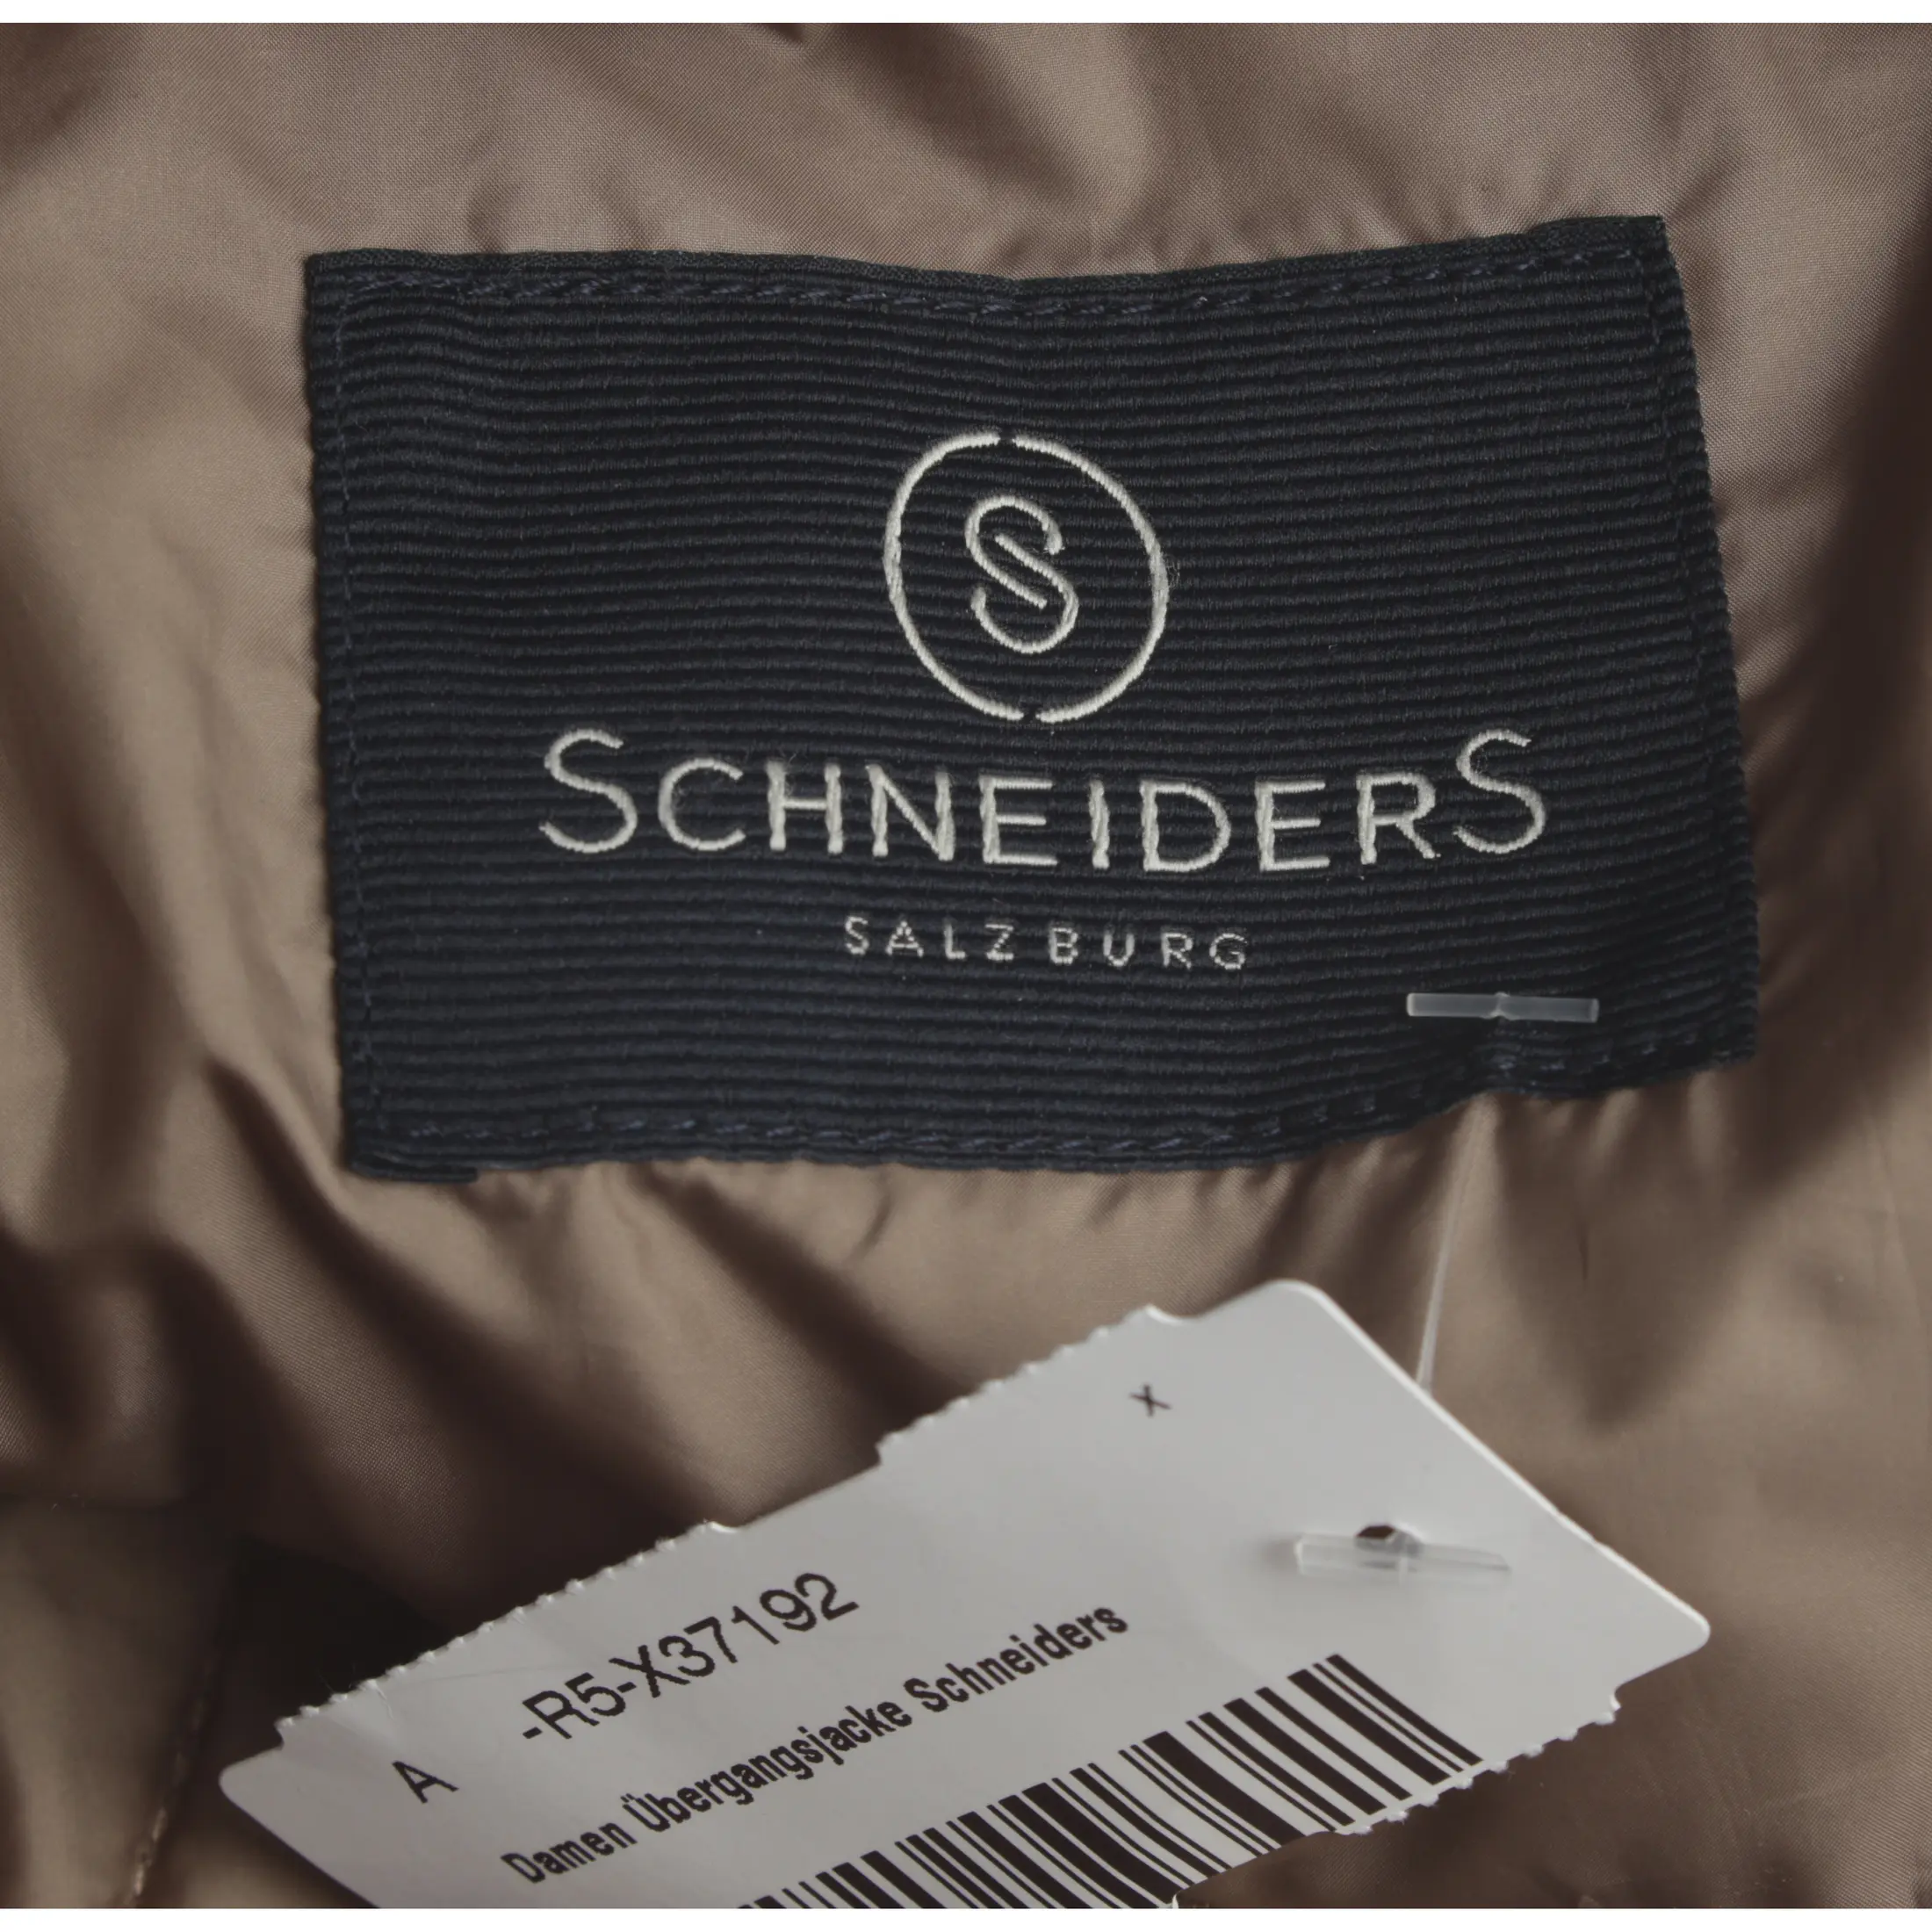 S
SCHNEIDERS
SALZBURG
x
A -R5-X37192
Damen Übergangsjacke Schneiders